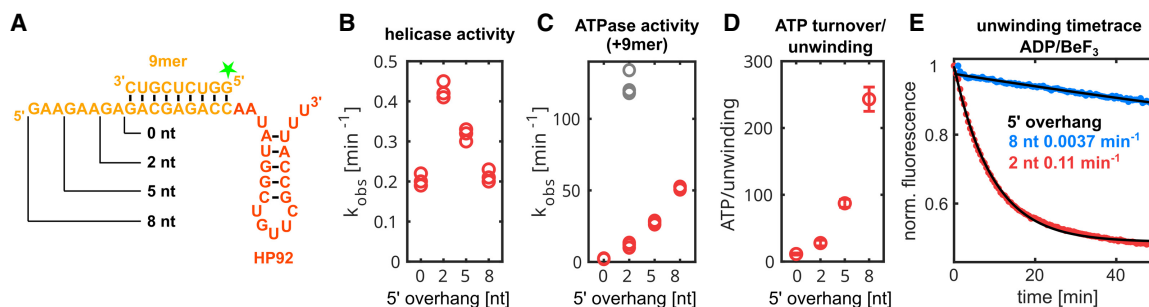 A
9mer
3' CUGCUCUGG 5'
5' GAAGAAGAGACGAGACCAA
U U U 3'
0 nt
2 nt
5 nt
8 nt
HP92
B
helicase activity
k_obs [min⁻¹]
0.5
0.4
0.3
0.2
0.1
0
0 2 5 8
5' overhang [nt]
C
ATPase activity
(+9mer)
k_obs [min⁻¹]
100
50
0
0 2 5 8
5' overhang [nt]
D
ATP turnover/
unwinding
ATP/unwinding
300
200
100
0
0 2 5 8
5' overhang [nt]
E
unwinding timetrace
ADP/BeF₃
norm. fluorescence
1
0.8
0.6
5' overhang
8 nt 0.0037 min⁻¹
2 nt 0.11 min⁻¹
0 20 40
time [min]